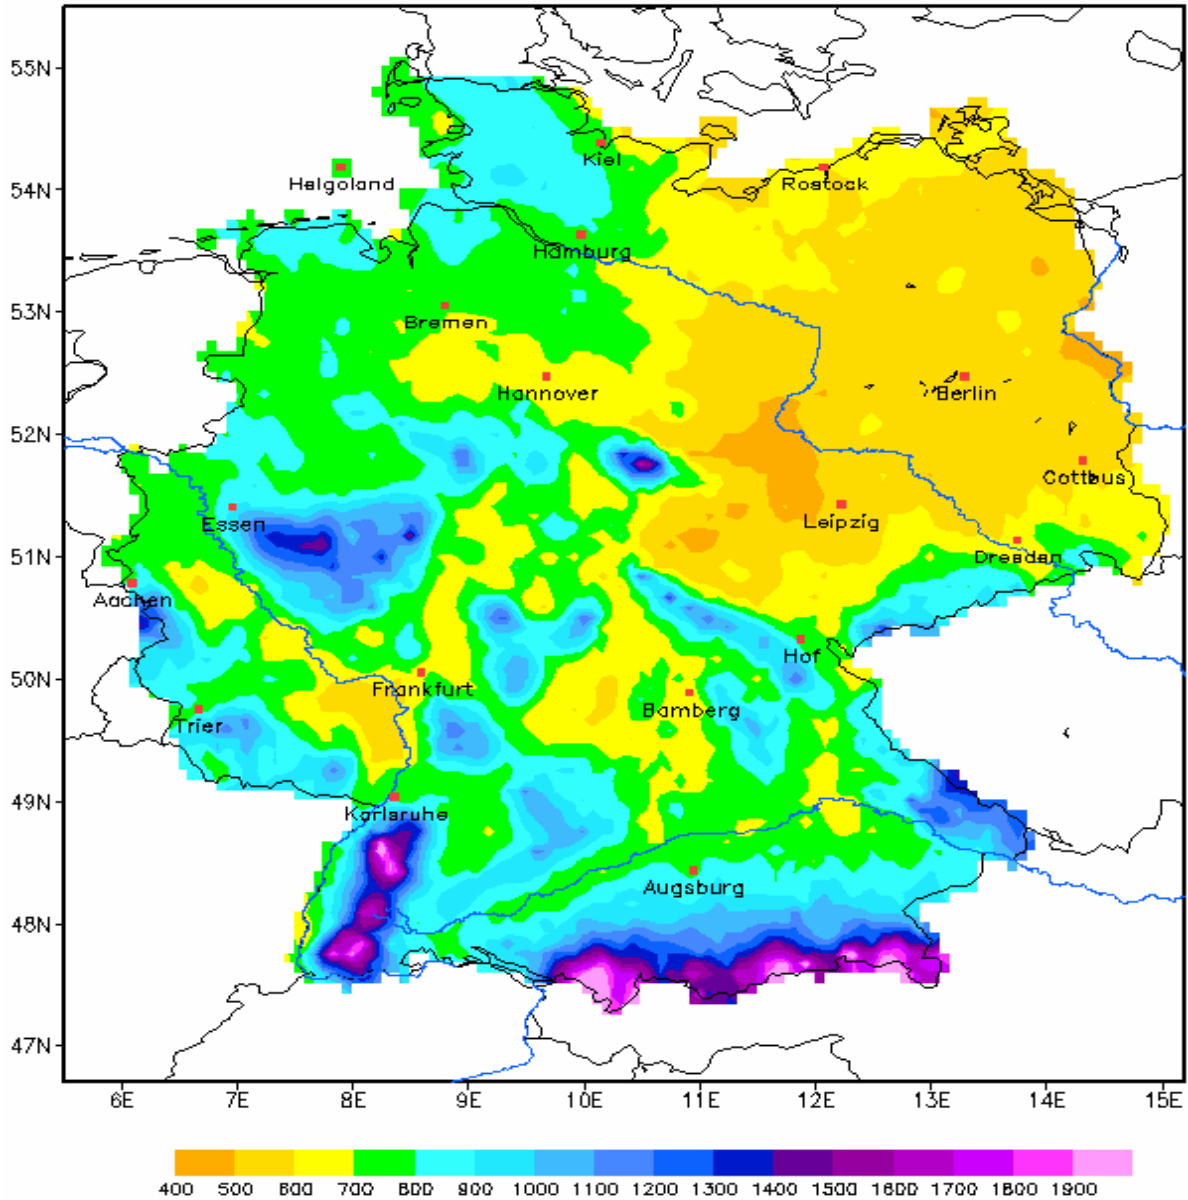 55N
Kiel
54N
Helgoland
Rostock
Hamburg
53N
Bremen
Hannover
Berlin
52N
Cottbus
Essen
Leipzig
51N
Dresden
Aachen
Hof
50N
Frankfurt
Trier
Bamberg
49N
Karlsruhe
Augsburg
48N
47N
6E 7E 8E 9E 10E 11E 12E 13E 14E 15E
400 500 600 700 800 900 1000 1100 1200 1300 1400 1500 1600 1700 1800 1900